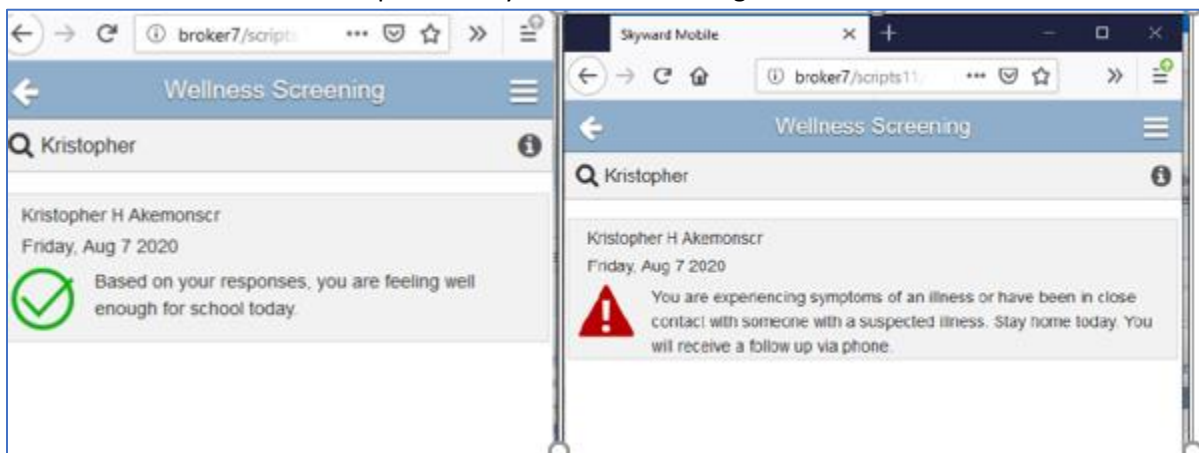 broker7/scripts
Wellness Screening
Kristopher
Kristopher H Akemonscr
Friday, Aug 7 2020
Based on your responses, you are feeling well
enough for school today.
Skyward Mobile
broker7/scripts11
Wellness Screening
Kristopher
Kristopher H Akemonscr
Friday, Aug 7 2020
You are experiencing symptoms of an illness or have been in close
contact with someone with a suspected illness. Stay home today. You
will receive a follow up via phone.